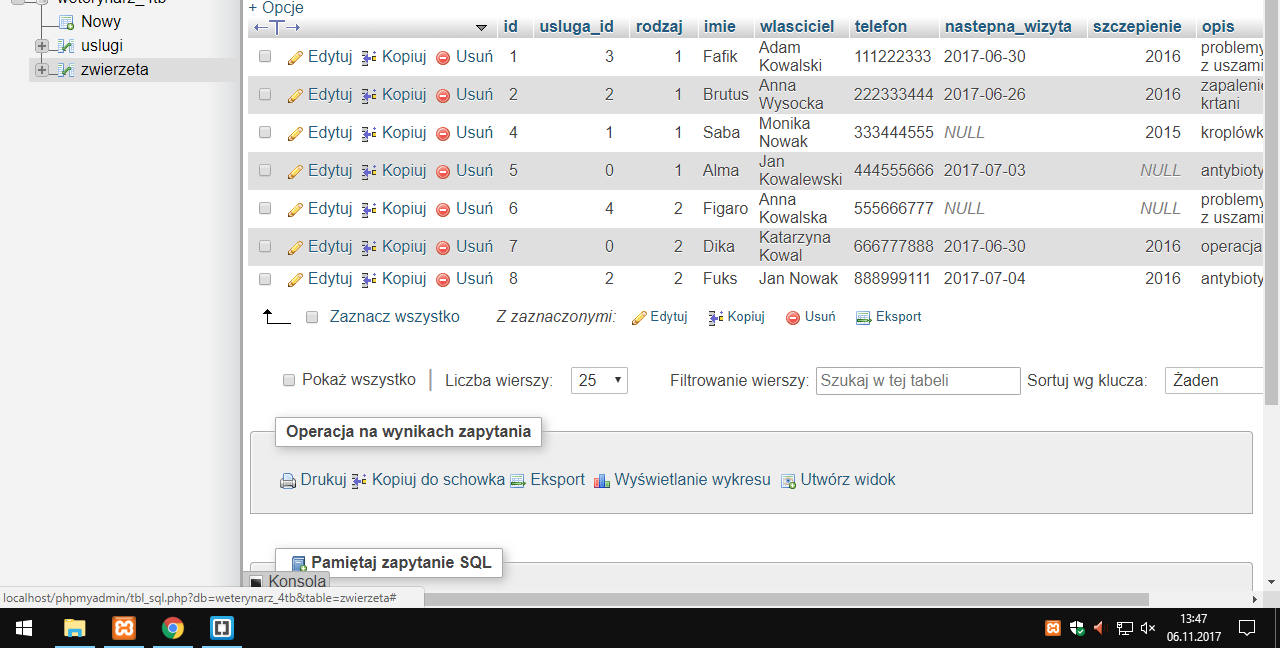 weterynarz_4tb
Nowy
uslugi
zwierzeta
+ Opcje
id usluga_id rodzaj imie wlasciciel telefon nastepna_wizyta szczepienie opis
Edytuj Kopiuj Usuń 1 3 1 Fafik Adam Kowalski 111222333 2017-06-30 2016 problemy z uszami
Edytuj Kopiuj Usuń 2 2 1 Brutus Anna Wysocka 222333444 2017-06-26 2016 zapalenie krtani
Edytuj Kopiuj Usuń 4 1 1 Saba Monika Nowak 333444555 NULL 2015 kroplówk
Edytuj Kopiuj Usuń 5 0 1 Alma Jan Kowalewski 444555666 2017-07-03 NULL antybioty
Edytuj Kopiuj Usuń 6 4 2 Figaro Anna Kowalska 555666777 NULL NULL problemy z uszami
Edytuj Kopiuj Usuń 7 0 2 Dika Katarzyna Kowal 666777888 2017-06-30 2016 operacja
Edytuj Kopiuj Usuń 8 2 2 Fuks Jan Nowak 888999111 2017-07-04 2016 antybioty
Zaznacz wszystko Z zaznaczonymi: Edytuj Kopiuj Usuń Eksport
Pokaż wszystko Liczba wierszy: 25 Filtrowanie wierszy: Szukaj w tej tabeli Sortuj wg klucza: Żaden
Operacja na wynikach zapytania
Drukuj Kopiuj do schowka Eksport Wyświetlanie wykresu Utwórz widok
Pamiętaj zapytanie SQL
Konsola
localhost/phpmyadmin/tbl_sql.php?db=weterynarz_4tb&table=zwierzeta#
13:47
06.11.2017